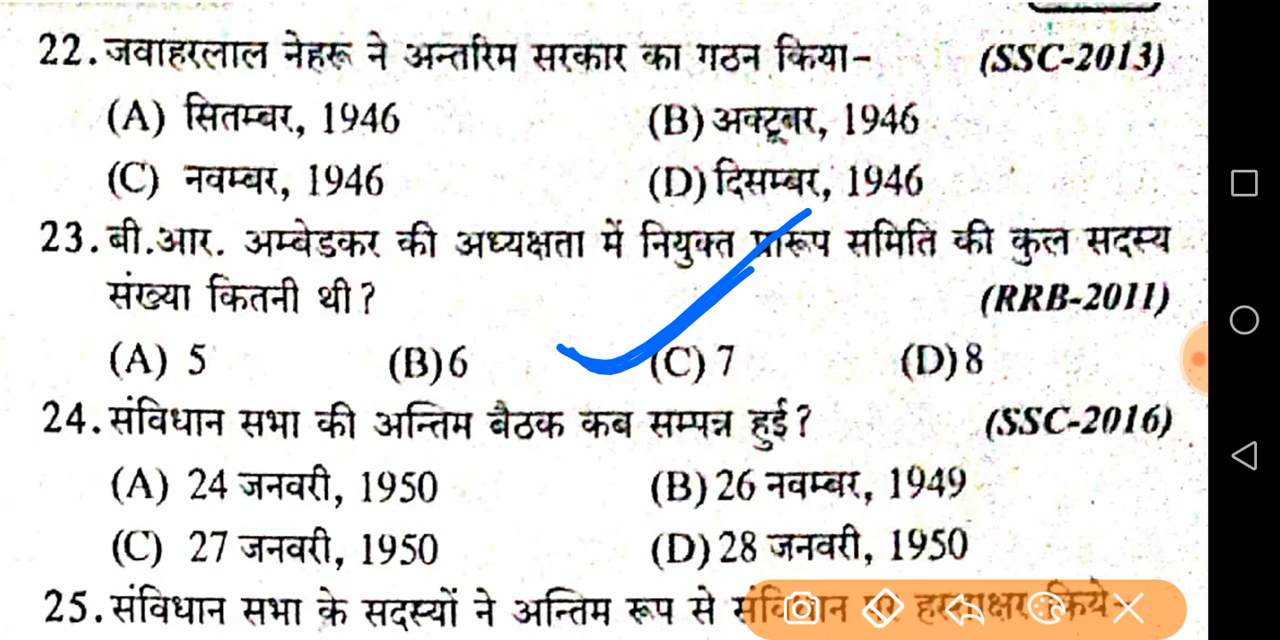 22. जवाहरलाल नेहरू ने अन्तरिम सरकार का गठन किया- (SSC-2013)
(A) सितम्बर, 1946 (B) अक्टूबर, 1946
(C) नवम्बर, 1946 (D) दिसम्बर, 1946
23. बी.आर. अम्बेडकर की अध्यक्षता में नियुक्त प्रारूप समिति की कुल सदस्य
संख्या कितनी थी? (RRB-2011)
(A) 5 (B) 6 (C) 7 (D) 8
24. संविधान सभा की अन्तिम बैठक कब सम्पन्न हुई? (SSC-2016)
(A) 24 जनवरी, 1950 (B) 26 नवम्बर, 1949
(C) 27 जनवरी, 1950 (D) 28 जनवरी, 1950
25. संविधान सभा के सदस्यों ने अन्तिम रूप से संविधान पर हस्ताक्षर किये-